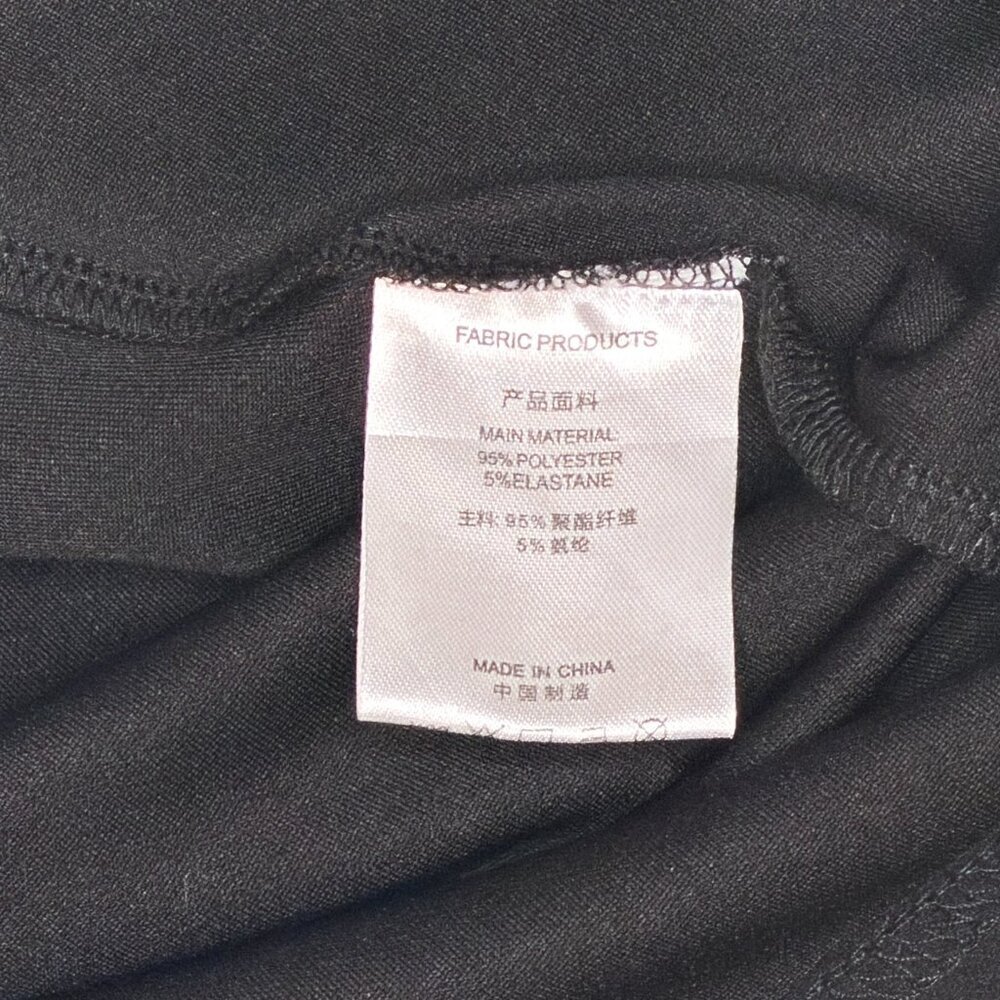 FABRIC PRODUCTS
产品面料
MAIN MATERIAL:
95% POLYESTER
5%ELASTANE
主料: 95% 聚酯纤维
5% 氨纶
MADE IN CHINA
中国制造